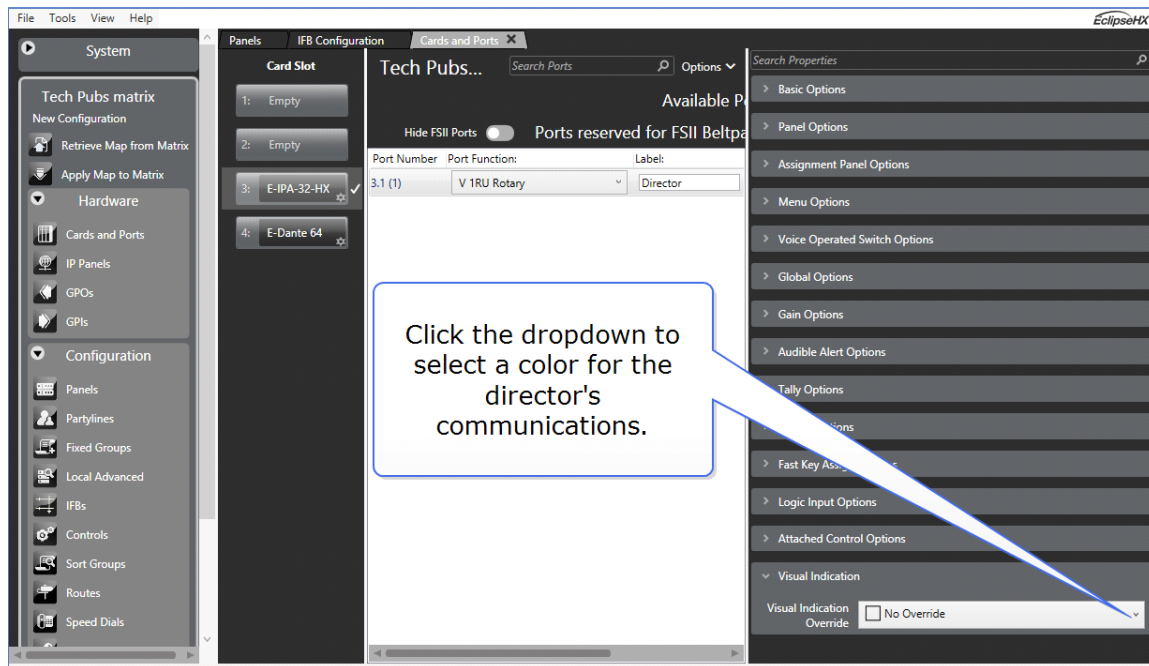 File Tools View Help
EclipseHX
System
Tech Pubs matrix
New Configuration
Retrieve Map from Matrix
Apply Map to Matrix
Hardware
Cards and Ports
IP Panels
GPOs
GPIs
Configuration
Panels
Partylines
Fixed Groups
Local Advanced
IFBs
Controls
Sort Groups
Routes
Speed Dials
Panels IFB Configuration Cards and Ports
Card Slot
1: Empty
2: Empty
3: E-IPA-32-HX
4: E-Dante 64
Tech Pubs... Search Ports Options
Available P
Hide FSII Ports Ports reserved for FSII Beltpa
Port Number Port Function: Label:
3.1 (1) V 1RU Rotary Director
Click the dropdown to
select a color for the
director's
communications.
Search Properties
Basic Options
Panel Options
Assignment Panel Options
Menu Options
Voice Operated Switch Options
Global Options
Gain Options
Audible Alert Options
Tally Options
Fast Key
Logic Input Options
Attached Control Options
Visual Indication
Visual Indication
Override
No Override